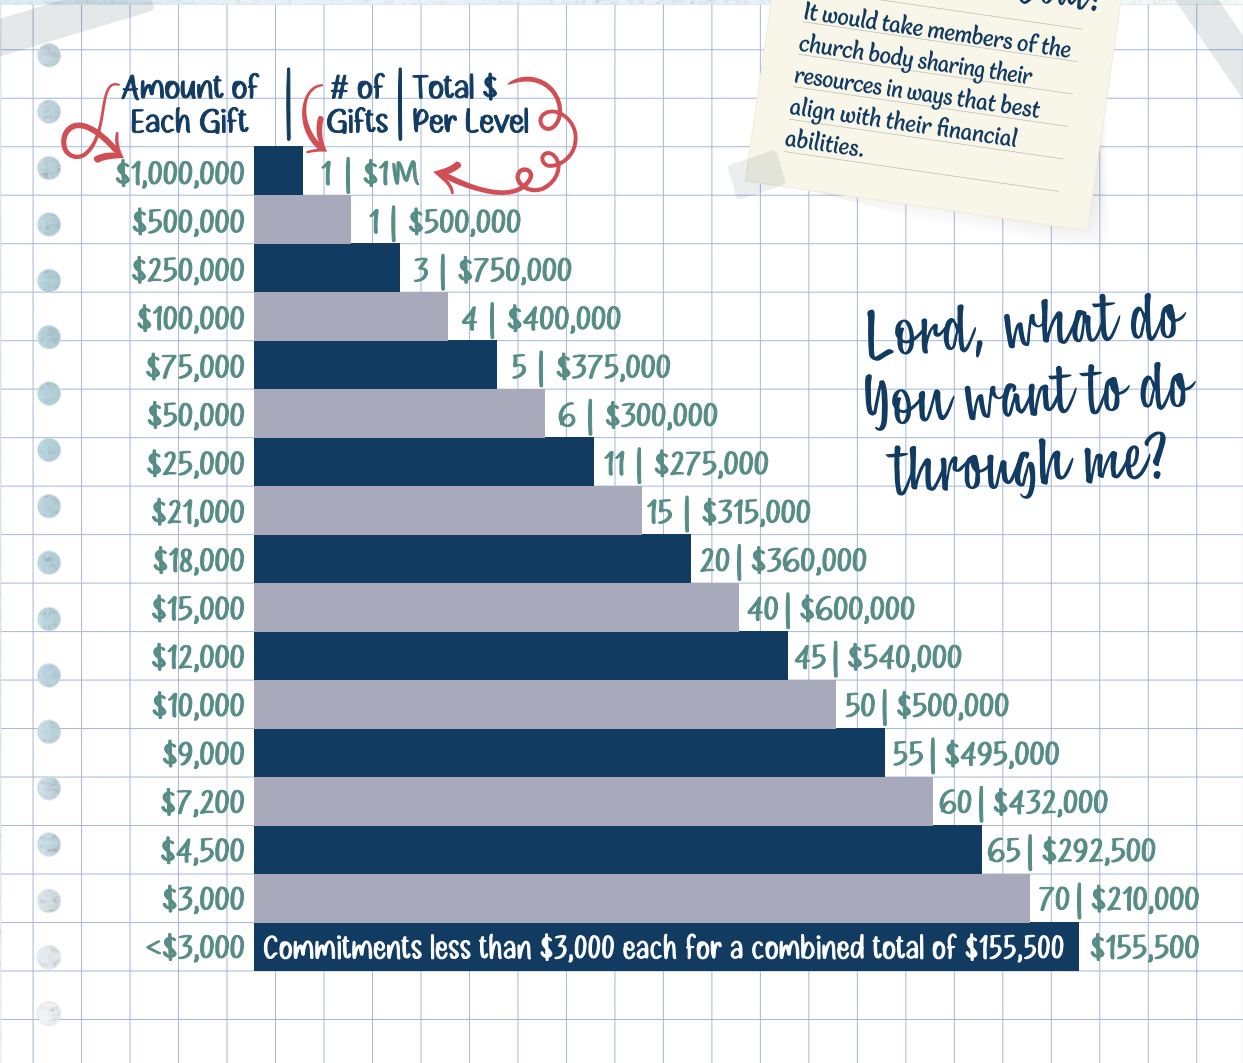 It would take members of the
church body sharing their
resources in ways that best
align with their financial
abilities.
Amount of Each Gift | # of Gifts | Total $ Per Level
$1,000,000 1 | $1M
$500,000 1 | $500,000
$250,000 3 | $750,000
$100,000 4 | $400,000
$75,000 5 | $375,000
$50,000 6 | $300,000
$25,000 11 | $275,000
$21,000 15 | $315,000
$18,000 20 | $360,000
$15,000 40 | $600,000
$12,000 45 | $540,000
$10,000 50 | $500,000
$9,000 55 | $495,000
$7,200 60 | $432,000
$4,500 65 | $292,500
$3,000 70 | $210,000
<$3,000 Commitments less than $3,000 each for a combined total of $155,500 $155,500
Lord, what do
You want to do
through me?